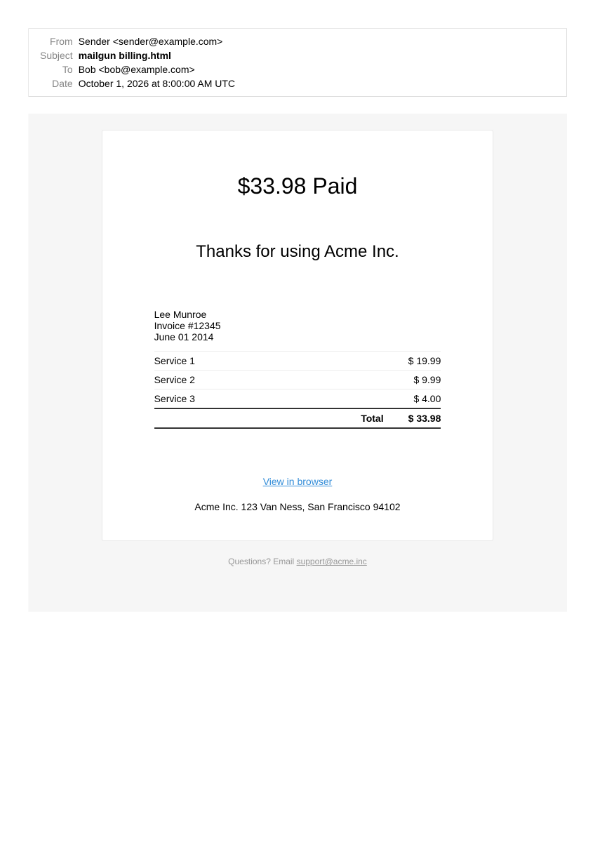 From Sender <sender@example.com>
Subject mailgun billing.html
To Bob <bob@example.com>
Date October 1, 2026 at 8:00:00 AM UTC
$33.98 Paid
Thanks for using Acme Inc.
Lee Munroe
Invoice #12345
June 01 2014
Service 1 $ 19.99
Service 2 $ 9.99
Service 3 $ 4.00
Total $ 33.98
View in browser
Acme Inc. 123 Van Ness, San Francisco 94102
Questions? Email support@acme.inc